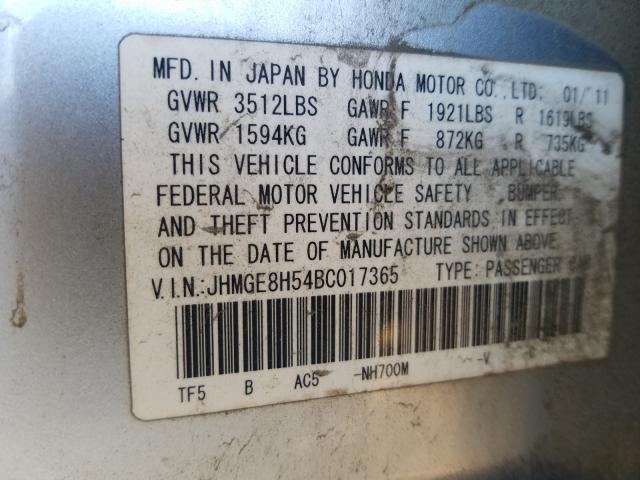 MFD. IN JAPAN BY HONDA MOTOR CO.,LTD. 01/11
GVWR 3512LBS GAWR F 1921LBS R 1619LBS
GVWR 1594KG GAWR F 872KG R 735KG
THIS VEHICLE CONFORMS TO ALL APPLICABLE
FEDERAL MOTOR VEHICLE SAFETY, BUMPER,
AND THEFT PREVENTION STANDARDS IN EFFECT
ON THE DATE OF MANUFACTURE SHOWN ABOVE.
V.I.N.:JHMGE8H54BC017365 TYPE: PASSENGER
TF5 B AC5 -NH700M -V